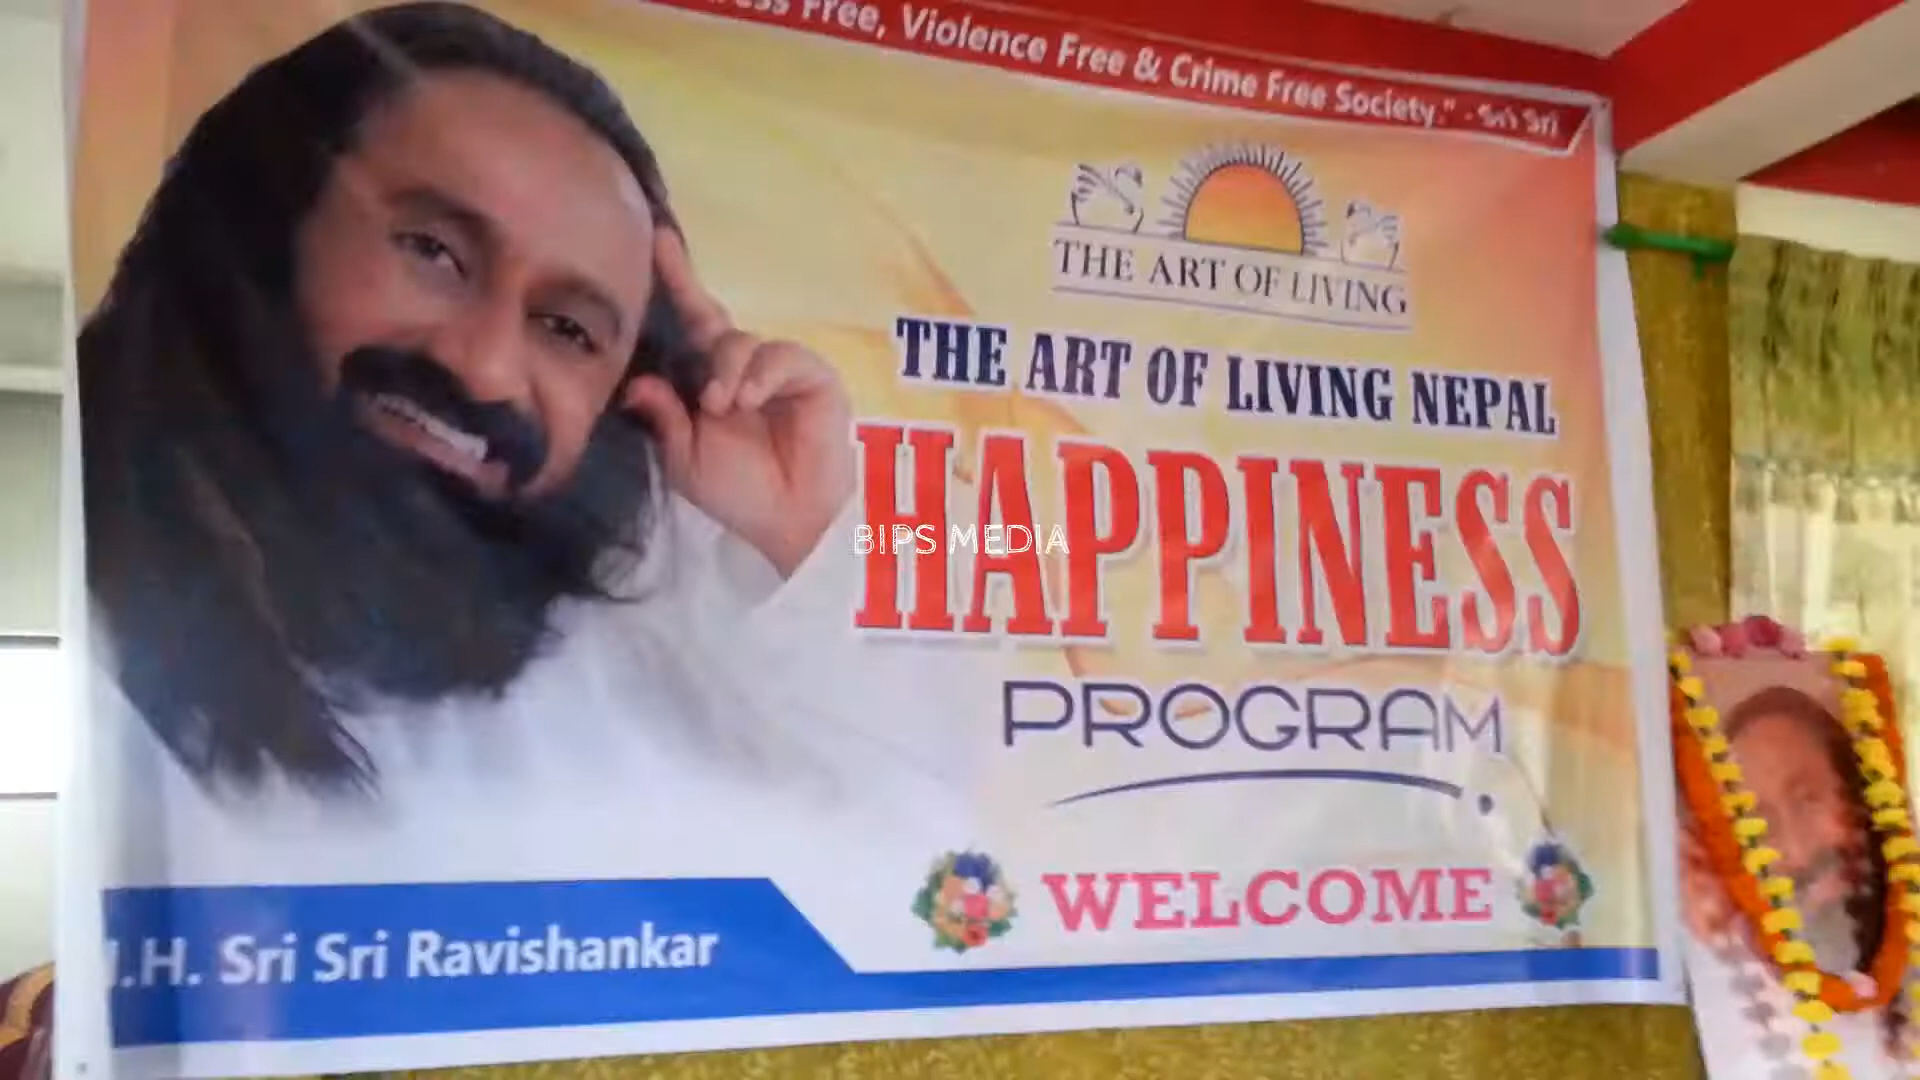 Free, Violence Free & Crime Free Society." - Sri Sri
THE ART OF LIVING
THE ART OF LIVING NEPAL
HAPPINESS
BIPS MEDIA
PROGRAM
WELCOME
.H. Sri Sri Ravishankar